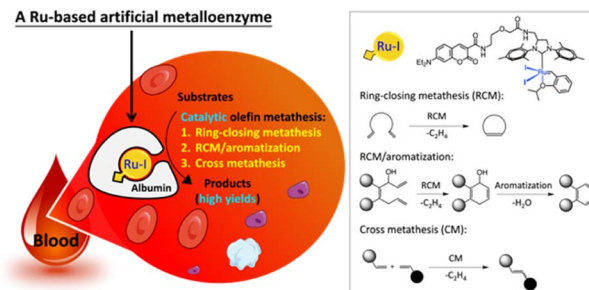 A Ru-based artificial metalloenzyme
Substrates
Catalytic olefin metathesis:
1. Ring-closing metathesis
2. RCM/aromatization
3. Cross metathesis
Ru-I
Albumin
Products
(high yields)
Blood
Ru-I
Et2N
O
O
O
N
H
O
O
H
N
N
N
I
I
Ru
O
Ring-closing metathesis (RCM):
RCM
-C2H4
RCM/aromatization:
OH
RCM
-C2H4
OH
Aromatization
-H2O
Cross metathesis (CM):
+
CM
-C2H4